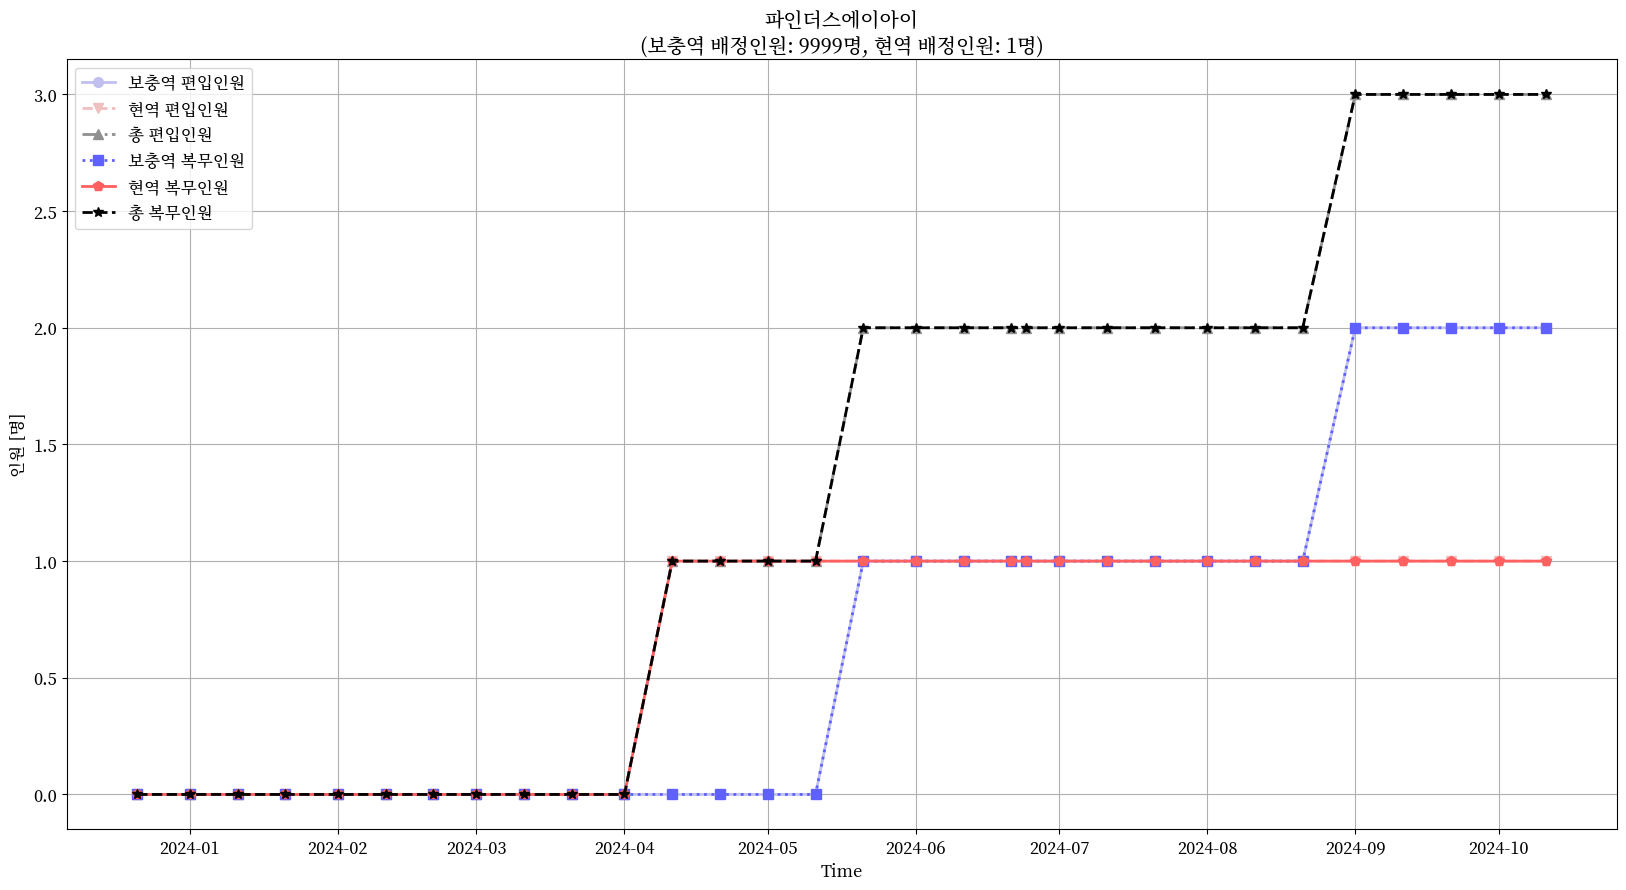 파인더스에이아이
(보충역 배정인원: 9999명, 현역 배정인원: 1명)
보충역 편입인원
현역 편입인원
총 편입인원
보충역 복무인원
현역 복무인원
총 복무인원
3.0
2.5
2.0
1.5
1.0
0.5
0.0
인원 [명]
2024-01
2024-02
2024-03
2024-04
2024-05
2024-06
2024-07
2024-08
2024-09
2024-10
Time